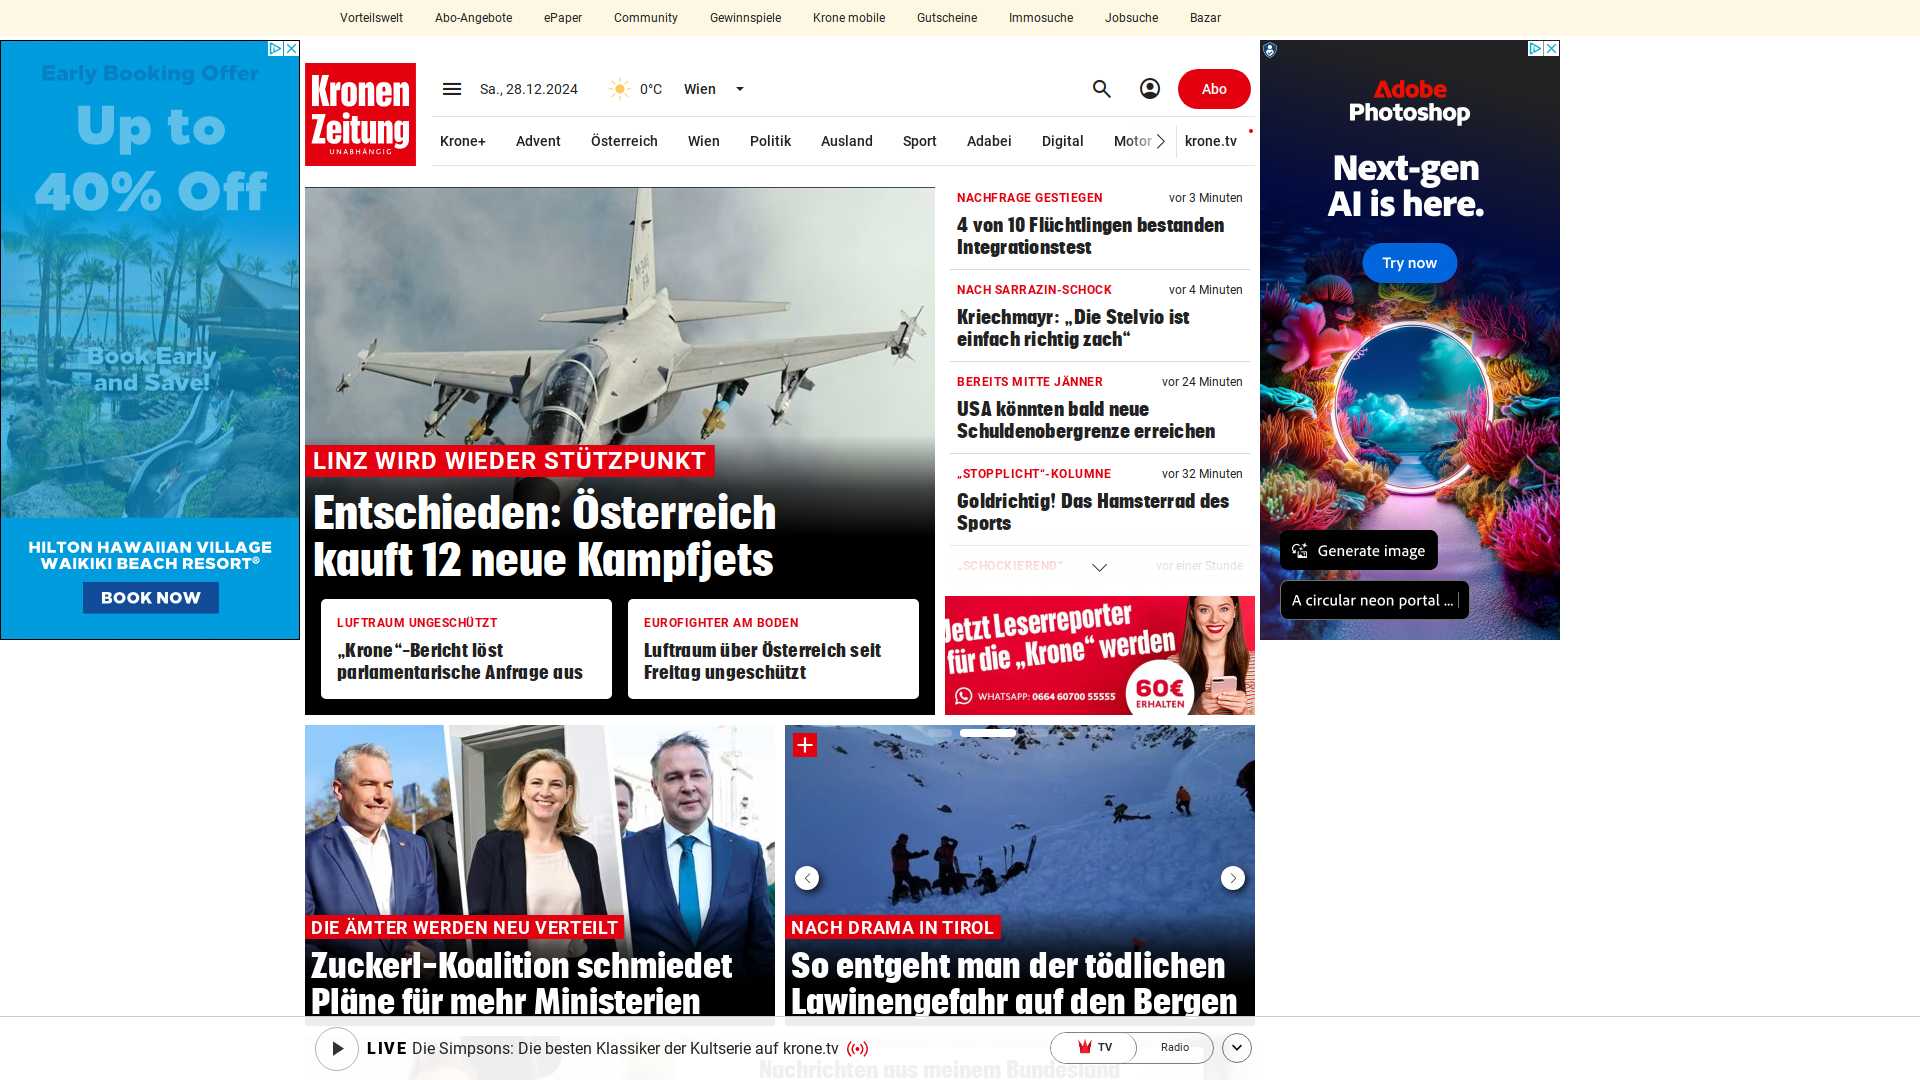 Vorteilswelt
Abo-Angebote
ePaper
Community
Gewinnspiele
Krone mobile
Gutscheine
Immosuche
Jobsuche
Bazar
Early Booking Offer
Up to
40% Off
Book Early
and Save!
HILTON HAWAIIAN VILLAGE
WAIKIKI BEACH RESORT®
BOOK NOW
Kronen
Zeitung
UNABHÄNGIG
Sa., 28.12.2024
0°C
Wien
Abo
Krone+
Advent
Österreich
Wien
Politik
Ausland
Sport
Adabei
Digital
Motor
krone.tv
LINZ WIRD WIEDER STÜTZPUNKT
Entschieden: Österreich
kauft 12 neue Kampfjets
LUFTRAUM UNGESCHÜTZT
„Krone“-Bericht löst
parlamentarische Anfrage aus
EUROFIGHTER AM BODEN
Luftraum über Österreich seit
Freitag ungeschützt
NACHFRAGE GESTIEGEN
vor 3 Minuten
4 von 10 Flüchtlingen bestanden
Integrationstest
NACH SARRAZIN-SCHOCK
vor 4 Minuten
Kriechmayr: „Die Stelvio ist
einfach richtig zach“
BEREITS MITTE JÄNNER
vor 24 Minuten
USA könnten bald neue
Schuldenobergrenze erreichen
„STOPPLICHT“-KOLUMNE
vor 32 Minuten
Goldrichtig! Das Hamsterrad des
Sports
„SCHOCKIEREND“
vor einer Stunde
Jetzt Leserreporter
für die „Krone“ werden
WHATSAPP: 0664 60700 55555
60€
ERHALTEN
Adobe
Photoshop
Next-gen
AI is here.
Try now
Generate image
A circular neon portal ...
DIE ÄMTER WERDEN NEU VERTEILT
Zuckerl-Koalition schmiedet
Pläne für mehr Ministerien
NACH DRAMA IN TIROL
So entgeht man der tödlichen
Lawinengefahr auf den Bergen
LIVE Die Simpsons: Die besten Klassiker der Kultserie auf krone.tv
TV
Radio
Nachrichten aus meinem Bundesland